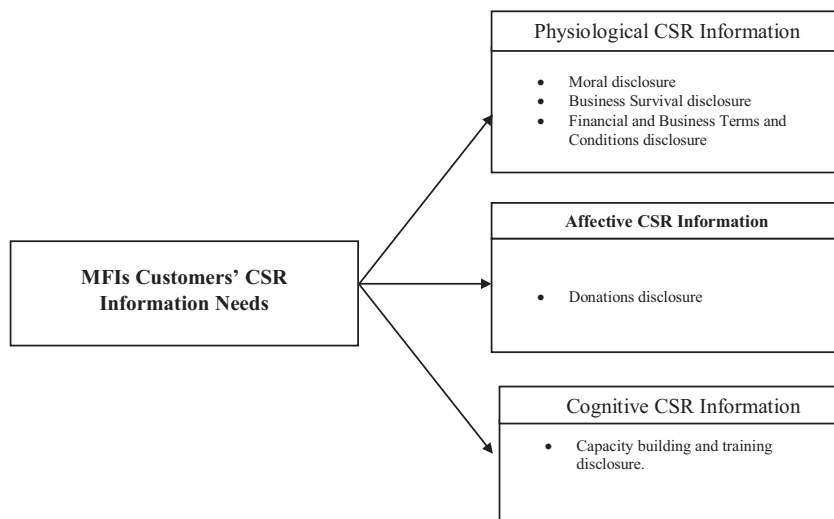 Physiological CSR Information
• Moral disclosure
• Business Survival disclosure
• Financial and Business Terms and
Conditions disclosure
Affective CSR Information
• Donations disclosure
MFIs Customers’ CSR
Information Needs
Cognitive CSR Information
• Capacity building and training
disclosure.